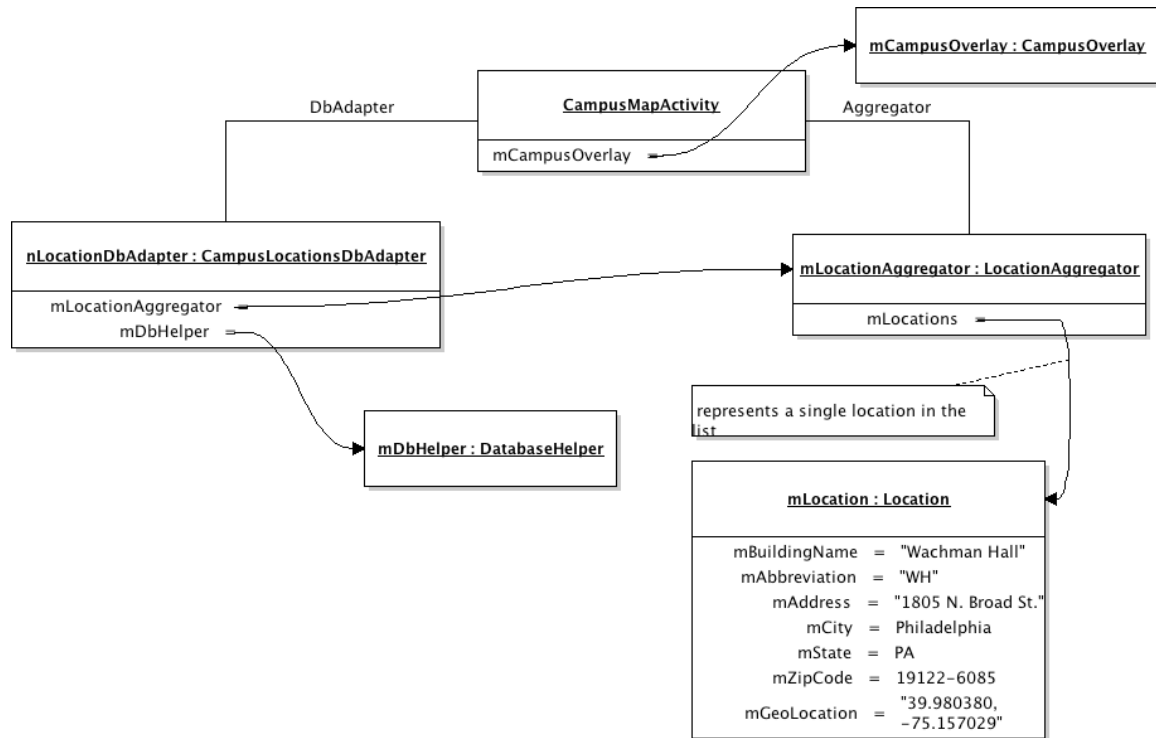 mCampusOverlay : CampusOverlay
DbAdapter
CampusMapActivity
Aggregator
mCampusOverlay =
nLocationDbAdapter : CampusLocationsDbAdapter
mLocationAggregator =
mDbHelper =
mLocationAggregator : LocationAggregator
mLocations =
represents a single location in the
list
mDbHelper : DatabaseHelper
mLocation : Location
mBuildingName = "Wachman Hall"
mAbbreviation = "WH"
mAddress = "1805 N. Broad St."
mCity = Philadelphia
mState = PA
mZipCode = 19122-6085
mGeoLocation = "39.980380,
-75.157029"